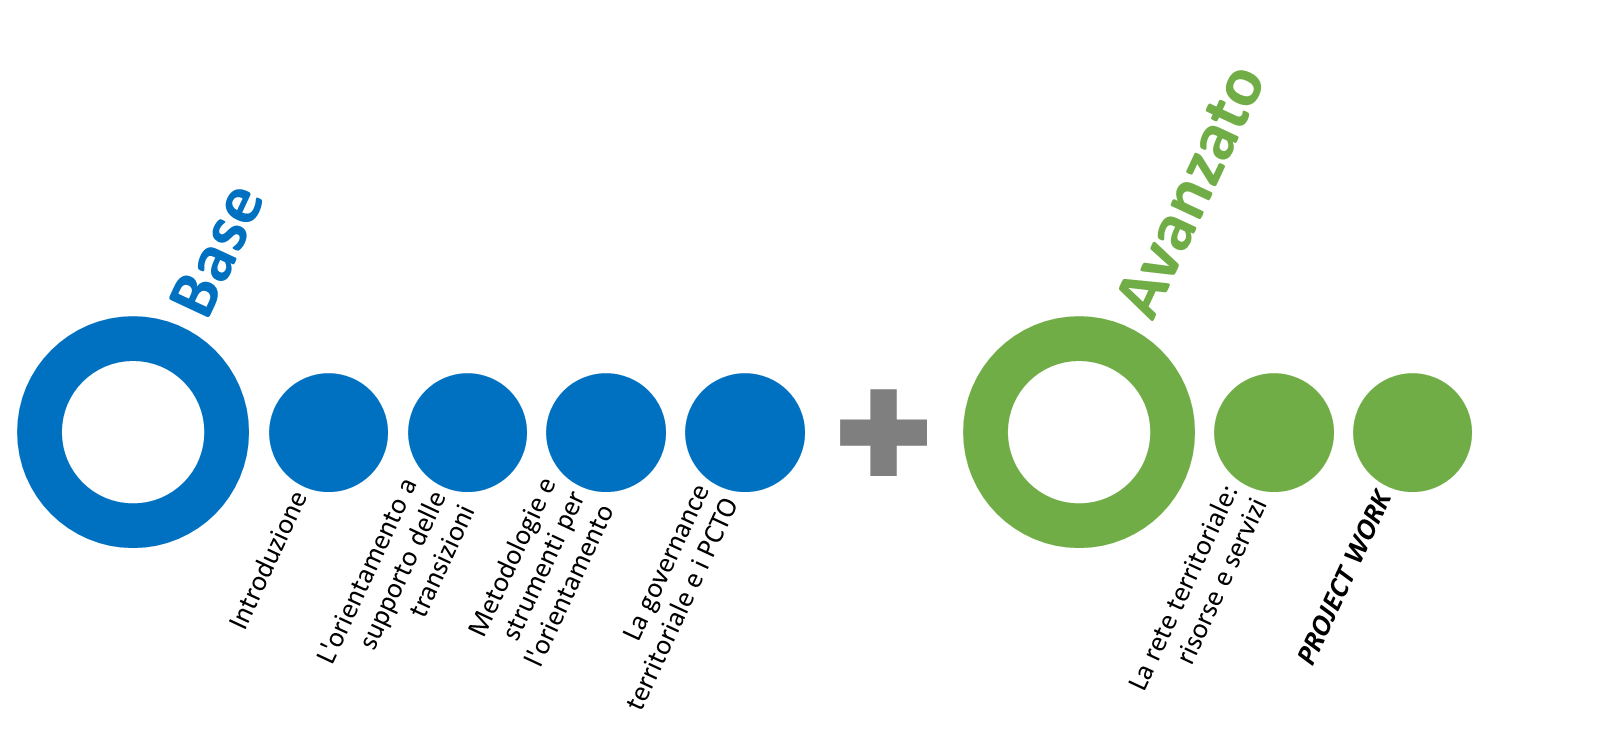 Base
Introduzione
L'orientamento a
supporto delle
transizioni
Metodologie e
strumenti per
l'orientamento
La governance
territoriale e i PCTO
Avanzato
La rete territoriale:
risorse e servizi
PROJECT WORK